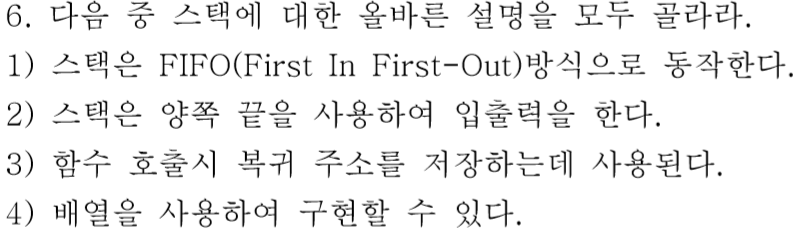 6. 다음 중 스택에 대한 올바른 설명을 모두 골라라.
1) 스택은 FIFO(First In First-Out)방식으로 동작한다.
2) 스택은 양쪽 끝을 사용하여 입출력을 한다.
3) 함수 호출시 복귀 주소를 저장하는데 사용된다.
4) 배열을 사용하여 구현할 수 있다.